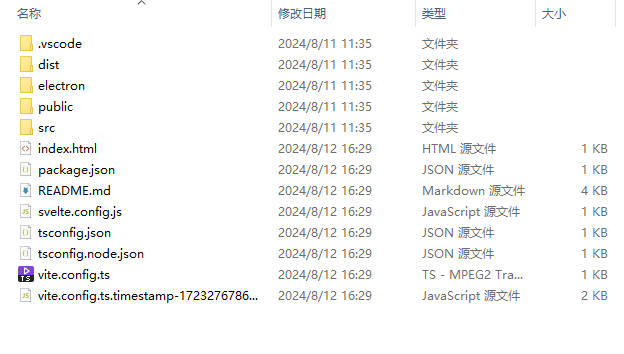 名称 修改日期 类型 大小
.vscode 2024/8/11 11:35 文件夹
dist 2024/8/11 11:35 文件夹
electron 2024/8/11 11:35 文件夹
public 2024/8/11 11:35 文件夹
src 2024/8/11 11:35 文件夹
index.html 2024/8/12 16:29 HTML 源文件 1 KB
package.json 2024/8/12 16:29 JSON 源文件 1 KB
README.md 2024/8/12 16:29 Markdown 源文件 4 KB
svelte.config.js 2024/8/12 16:29 JavaScript 源文件 1 KB
tsconfig.json 2024/8/12 16:29 JSON 源文件 1 KB
tsconfig.node.json 2024/8/12 16:29 JSON 源文件 1 KB
TS vite.config.ts 2024/8/12 16:29 TS - MPEG2 Tra... 1 KB
vite.config.ts.timestamp-1723276786... 2024/8/12 16:29 JavaScript 源文件 2 KB